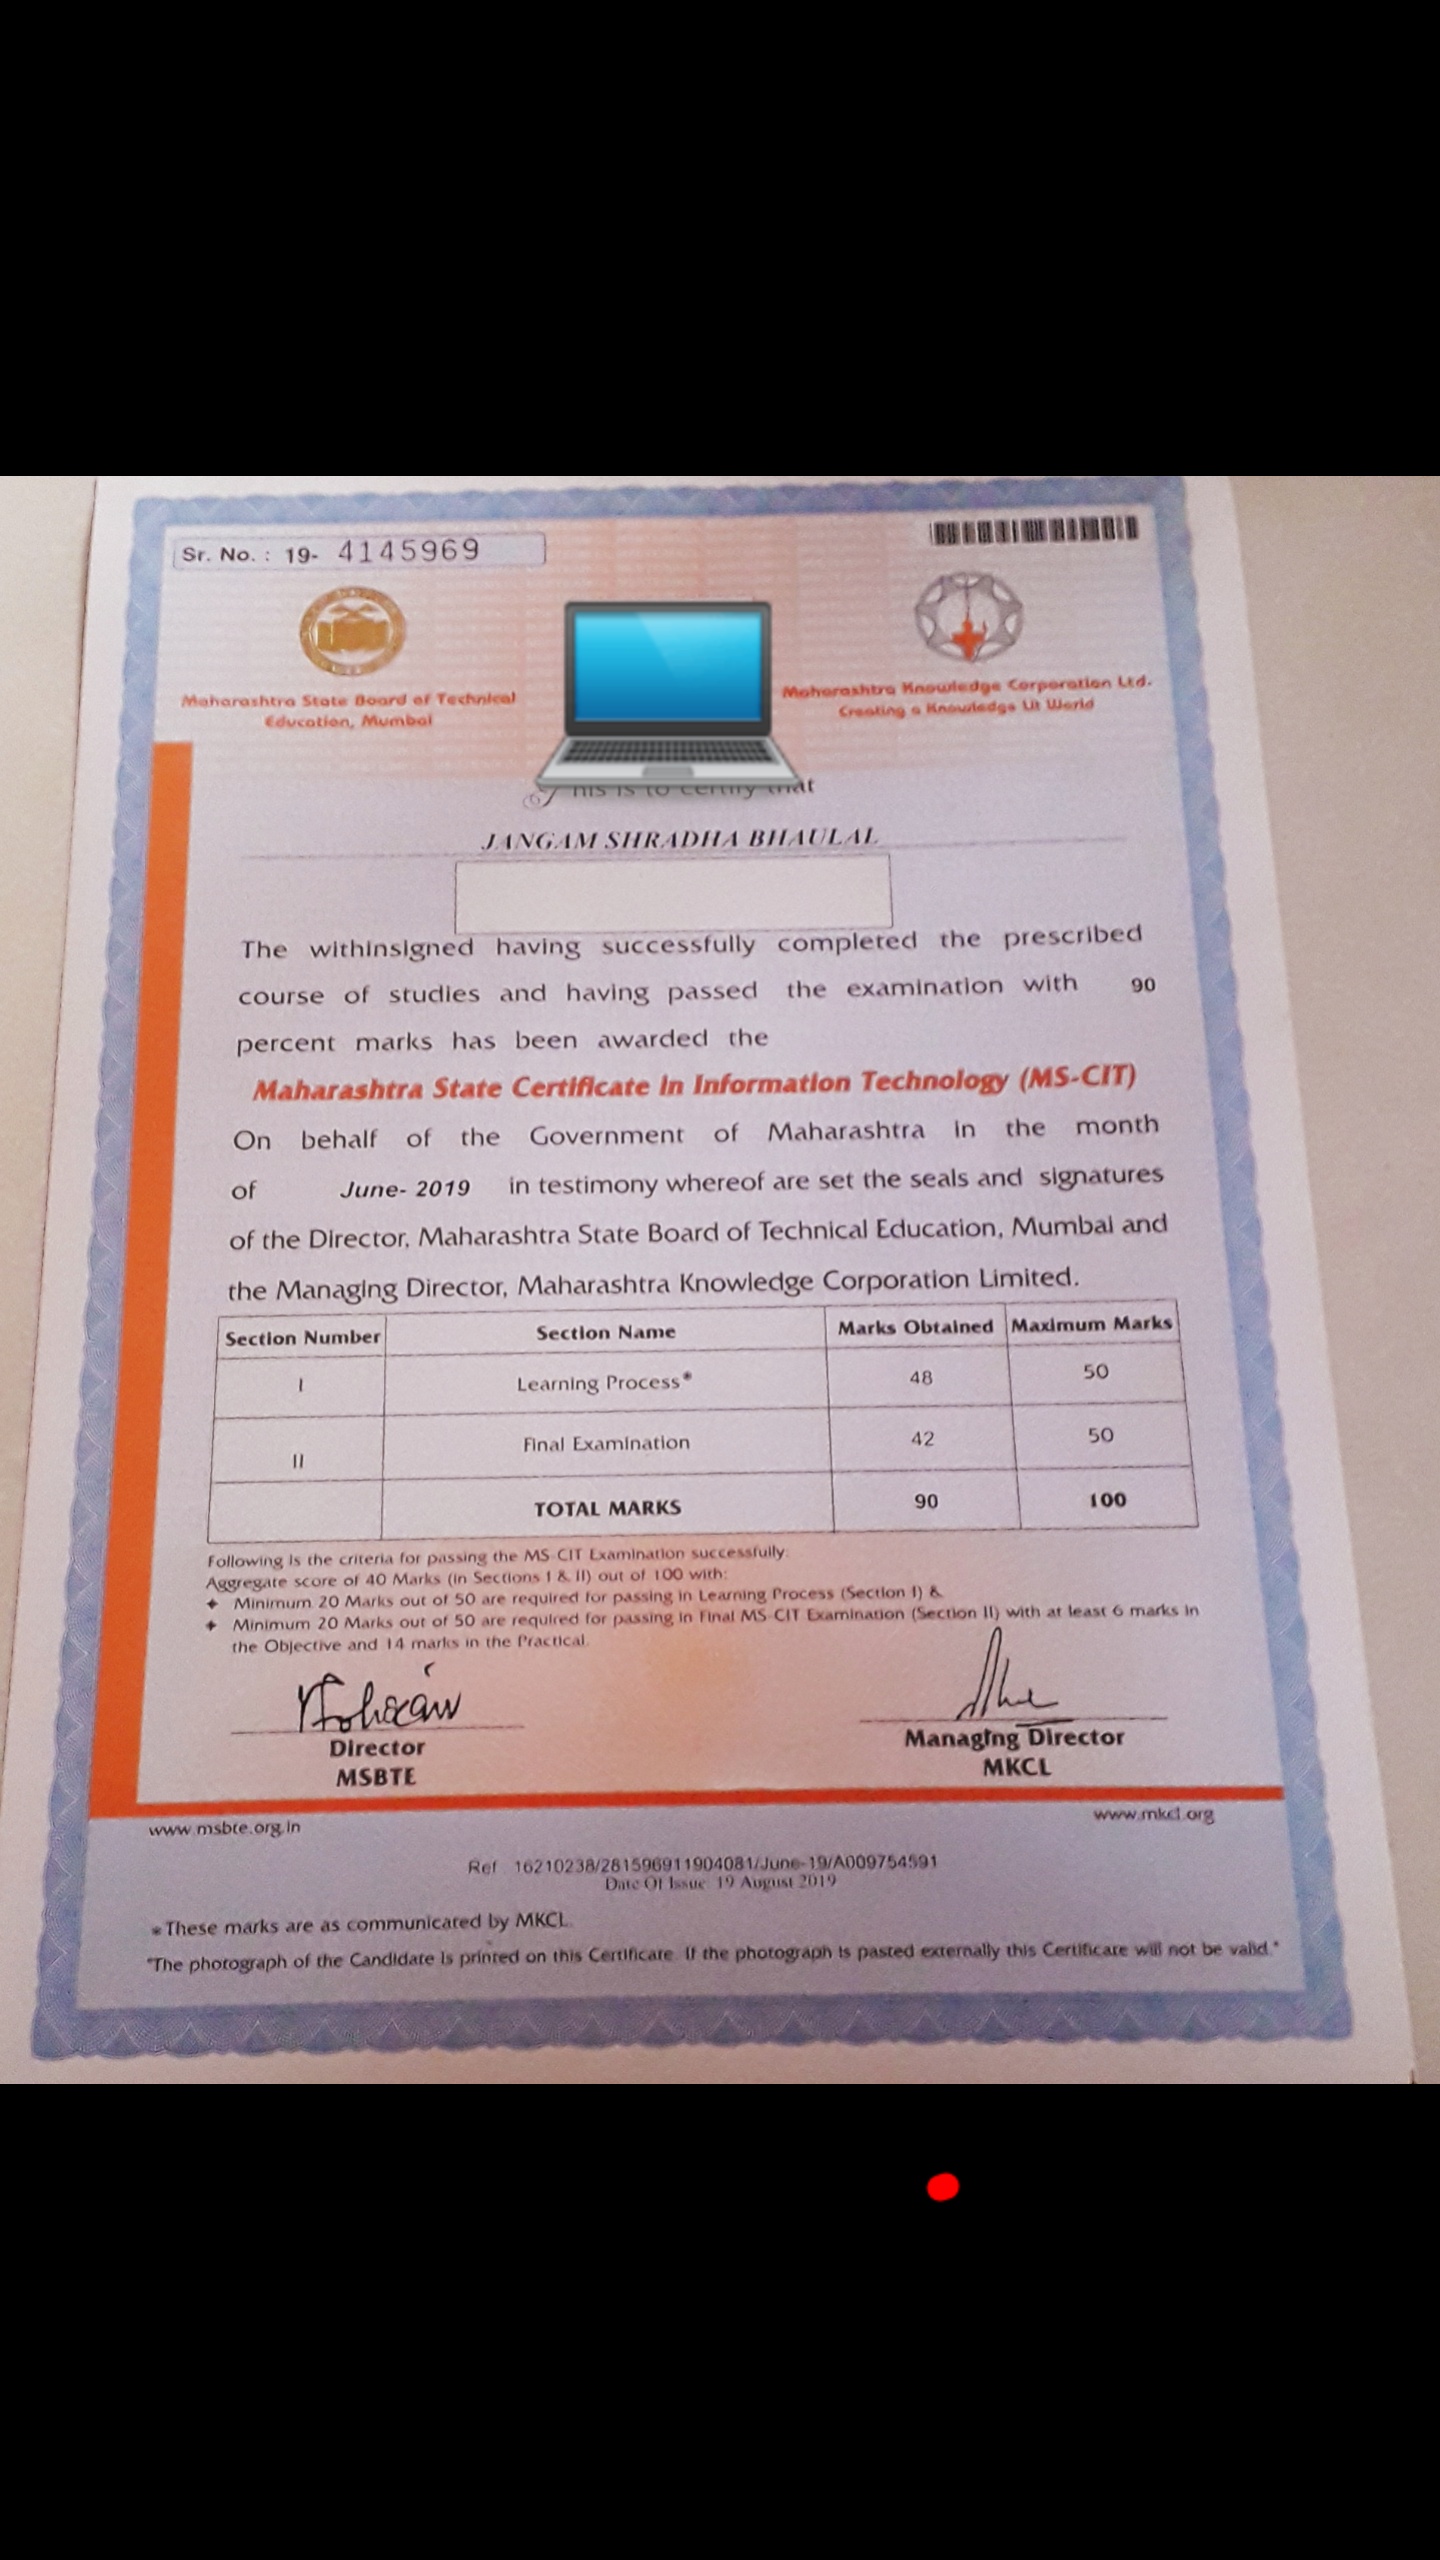 Sr. No. : 19- 4145969
Maharashtra State Board of Technical
Education, Mumbai
Maharashtra Knowledge Corporation Ltd.
Creating a Knowledge Lit World
This is to certify that
JANGAM SHRADHA BHAULAL
The withinsigned having successfully completed the prescribed
course of studies and having passed the examination with 90
percent marks has been awarded the
Maharashtra State Certificate in Information Technology (MS-CIT)
On behalf of the Government of Maharashtra in the month
of June- 2019 in testimony whereof are set the seals and signatures
of the Director, Maharashtra State Board of Technical Education, Mumbai and
the Managing Director, Maharashtra Knowledge Corporation Limited.
Section Number Section Name Marks Obtained Maximum Marks
I Learning Process* 48 50
II Final Examination 42 50
TOTAL MARKS 90 100
Following is the criteria for passing the MS-CIT Examination successfully:
Aggregate score of 40 Marks (in Sections I & II) out of 100 with:
✦ Minimum 20 Marks out of 50 are required for passing in Learning Process (Section I) &
✦ Minimum 20 Marks out of 50 are required for passing in Final MS-CIT Examination (Section II) with at least 6 marks in
the Objective and 14 marks in the Practical.
Director
MSBTE
Managing Director
MKCL
www.msbte.org.in
www.mkcl.org
Ref 16210238/281596911904081/June-19/A009754591
Date Of Issue: 19 August 2019
* These marks are as communicated by MKCL.
"The photograph of the Candidate is printed on this Certificate. If the photograph is pasted externally this Certificate will not be valid."